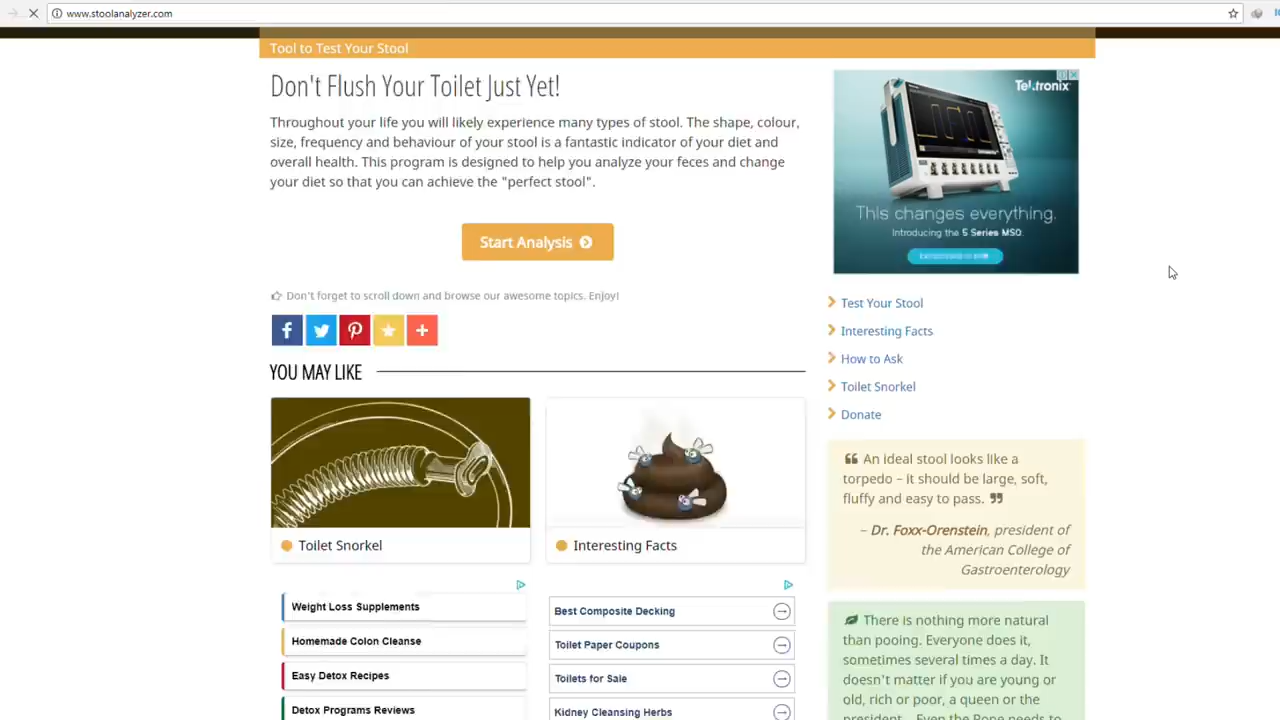 www.stoolanalyzer.com
Tool to Test Your Stool
Don't Flush Your Toilet Just Yet!
Throughout your life you will likely experience many types of stool. The shape, colour,
size, frequency and behaviour of your stool is a fantastic indicator of your diet and
overall health. This program is designed to help you analyze your feces and change
your diet so that you can achieve the "perfect stool".
Start Analysis
Don't forget to scroll down and browse our awesome topics. Enjoy!
YOU MAY LIKE
Toilet Snorkel
Interesting Facts
Weight Loss Supplements
Homemade Colon Cleanse
Easy Detox Recipes
Detox Programs Reviews
Best Composite Decking
Toilet Paper Coupons
Toilets for Sale
Kidney Cleansing Herbs
Tektronix
This changes everything.
Introducing the 5 Series MSO.
Test Your Stool
Interesting Facts
How to Ask
Toilet Snorkel
Donate
❝ An ideal stool looks like a
torpedo – it should be large, soft,
fluffy and easy to pass. ❞
– Dr. Foxx-Orenstein, president of
the American College of
Gastroenterology
There is nothing more natural
than pooing. Everyone does it,
sometimes several times a day. It
doesn't matter if you are young or
old, rich or poor, a queen or the